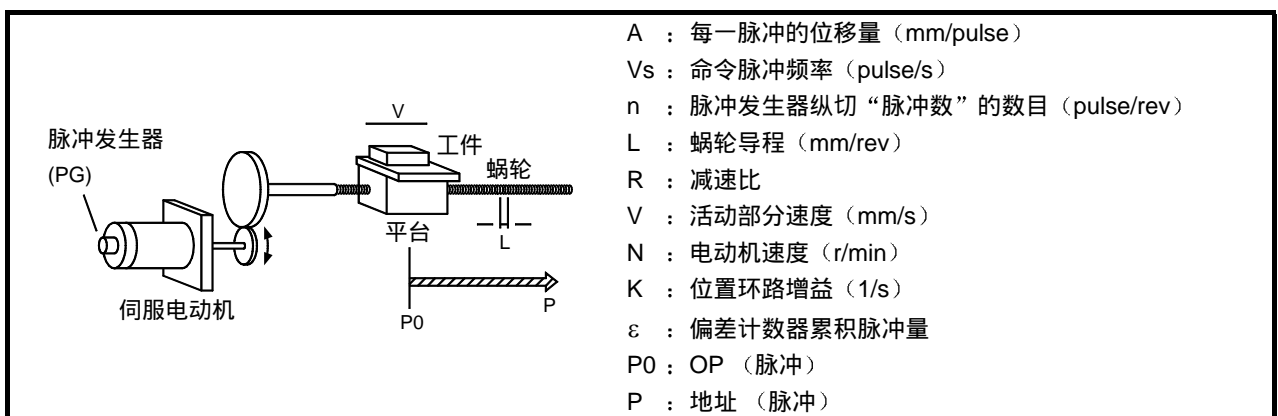 脉冲发生器
(PG)
V
工件
蜗轮
平台
L
伺服电动机
P0
P
A ：每一脉冲的位移量（mm/pulse）
Vs ：命令脉冲频率（pulse/s）
n ：脉冲发生器纵切“脉冲数”的数目（pulse/rev）
L ：蜗轮导程（mm/rev）
R ：减速比
V ：活动部分速度（mm/s）
N ：电动机速度（r/min）
K ：位置环路增益（1/s）
ε ：偏差计数器累积脉冲量
P0 ：OP （脉冲）
P ：地址 （脉冲）